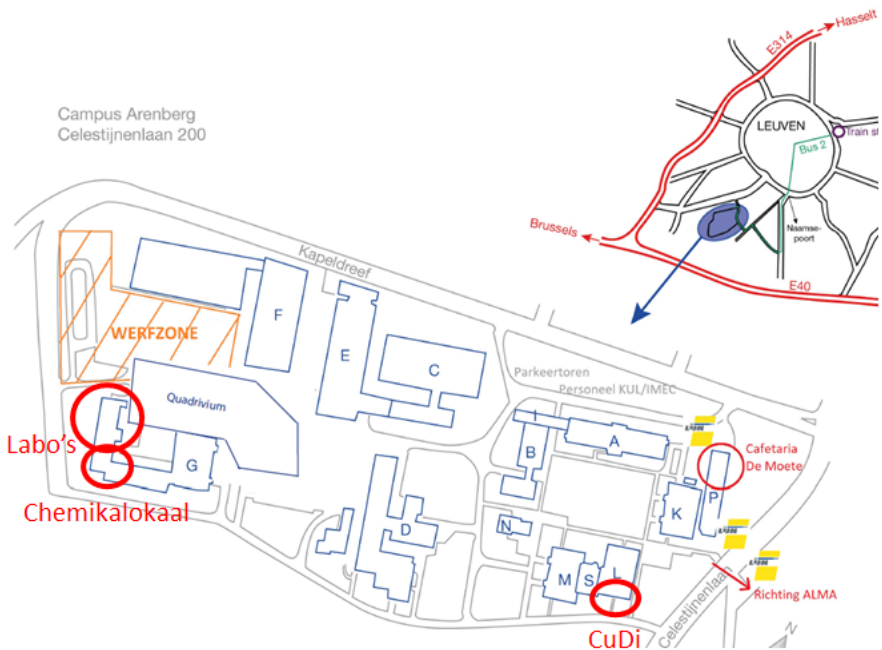 Campus Arenberg
Celestijnenlaan 200
E314
Hasselt
LEUVEN
Train st
Bus 2
Naamse-
poort
Brussels
E40
Kapeldreef
WERFZONE
F
E
C
Quadrivium
G
Labo's
Chemikalokaal
Parkeertoren
Personeel KUL/IMEC
I
A
B
Cafetaria
De Moete
P
K
D
N
M
S
L
CuDi
Celestijnenlaan
Richting ALMA
N